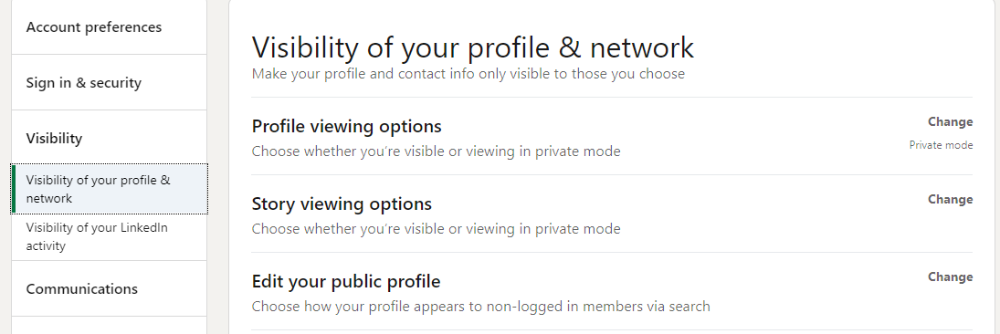 Account preferences
Sign in & security
Visibility
Visibility of your profile &
network
Visibility of your LinkedIn
activity
Communications
Visibility of your profile & network
Make your profile and contact info only visible to those you choose
Profile viewing options
Change
Choose whether you’re visible or viewing in private mode
Private mode
Story viewing options
Change
Choose whether you’re visible or viewing in private mode
Edit your public profile
Change
Choose how your profile appears to non-logged in members via search